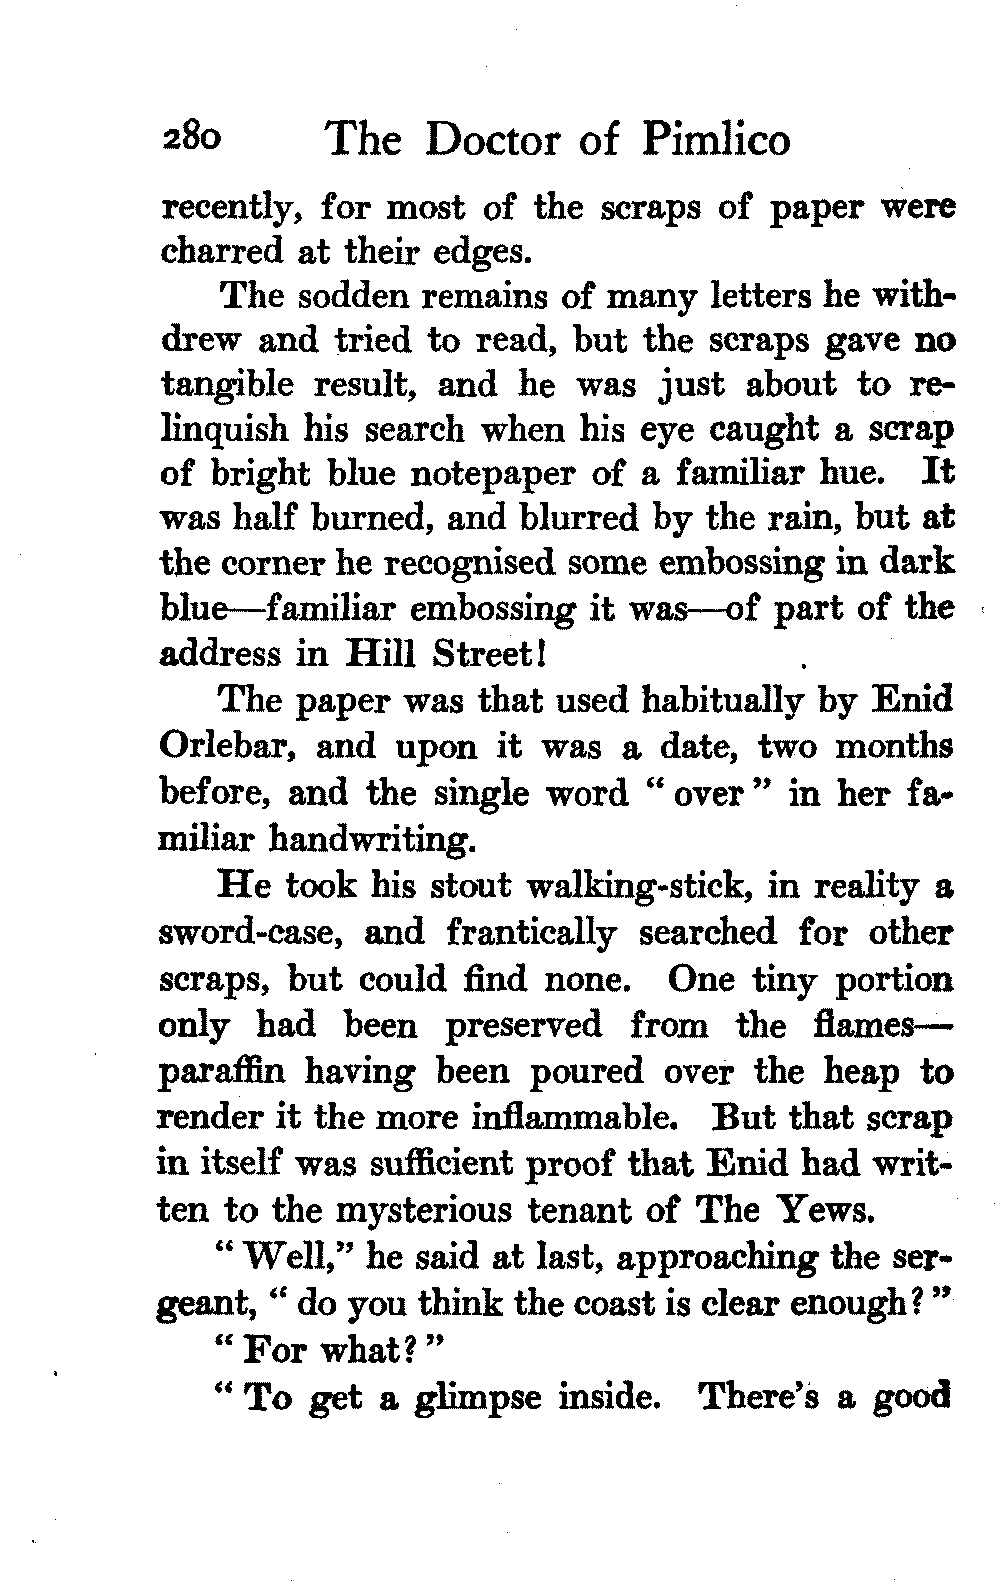 280 The Doctor of Pimlico
recently, for most of the scraps of paper were
charred at their edges.
The sodden remains of many letters he with-
drew and tried to read, but the scraps gave no
tangible result, and he was just about to re-
linquish his search when his eye caught a scrap
of bright blue notepaper of a familiar hue. It
was half burned, and blurred by the rain, but at
the corner he recognised some embossing in dark
blue—familiar embossing it was—of part of the
address in Hill Street!
The paper was that used habitually by Enid
Orlebar, and upon it was a date, two months
before, and the single word “ over ” in her fa-
miliar handwriting.
He took his stout walking-stick, in reality a
sword-case, and frantically searched for other
scraps, but could find none. One tiny portion
only had been preserved from the flames—
paraffin having been poured over the heap to
render it the more inflammable. But that scrap
in itself was sufficient proof that Enid had writ-
ten to the mysterious tenant of The Yews.
“ Well,” he said at last, approaching the ser-
geant, “ do you think the coast is clear enough? ”
“ For what? ”
“ To get a glimpse inside. There’s a good